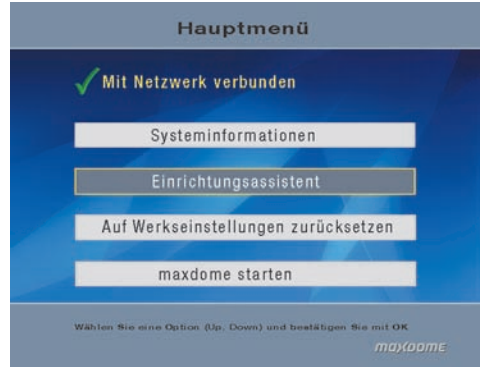 Hauptmenü
Mit Netzwerk verbunden
Systeminformationen
Einrichtungsassistent
Auf Werkseinstellungen zurücksetzen
maxdome starten
Wählen Sie eine Option (Up, Down) und bestätigen Sie mit OK
maxdome